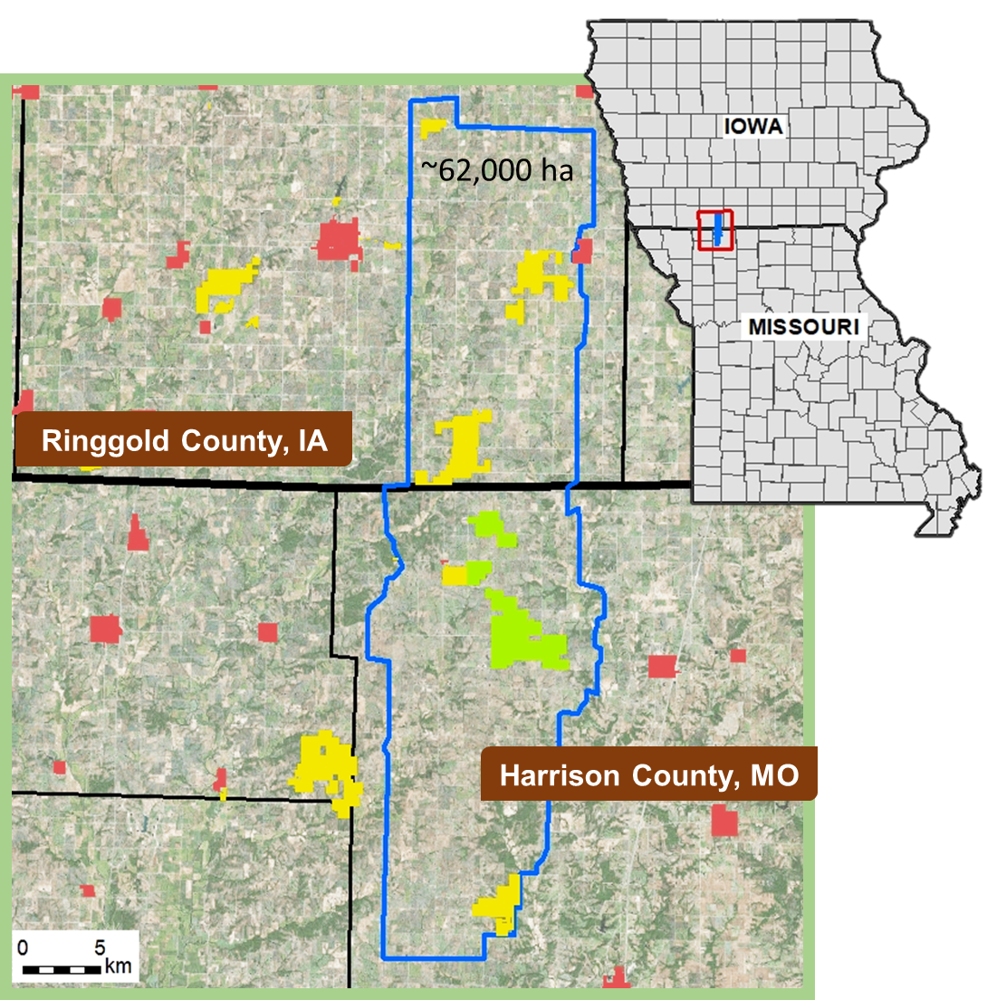 IOWA
~62,000 ha
MISSOURI
Ringgold County, IA
Harrison County, MO
0 5
km